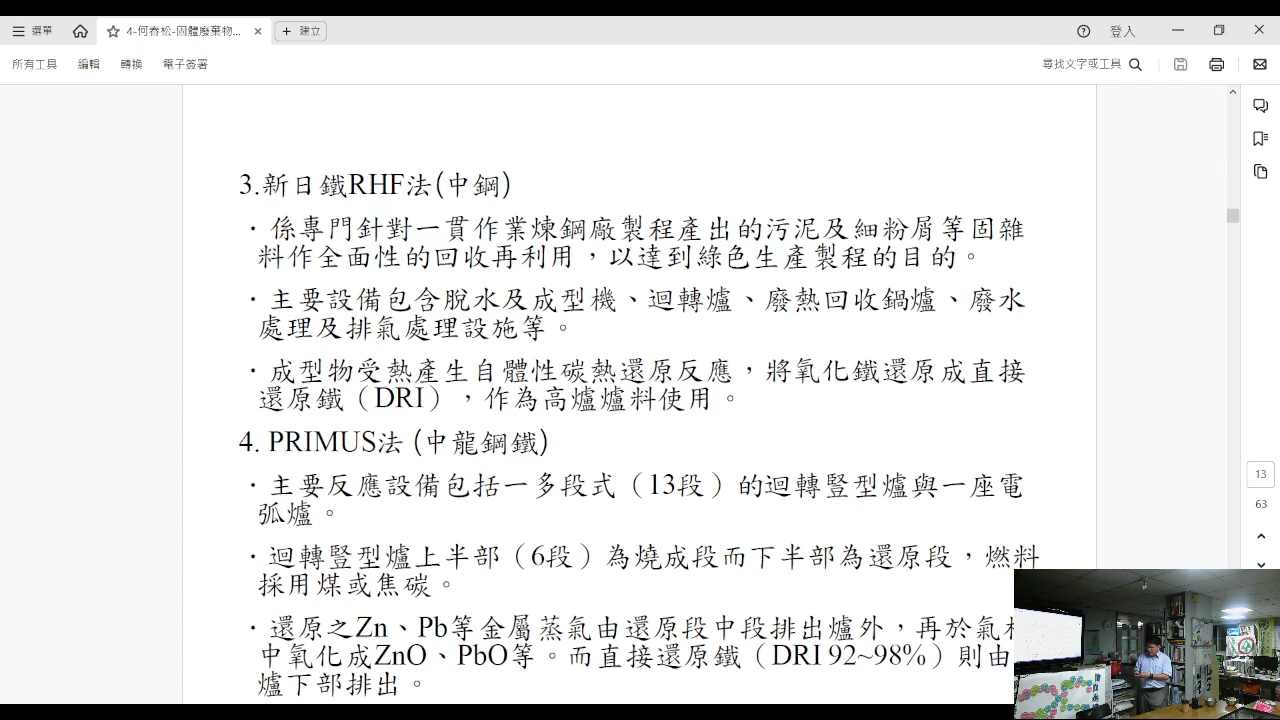 選單
4-何春松-固體廢棄物...
建立
登入
所有工具
編輯
轉換
電子簽署
尋找文字或工具
3.新日鐵RHF法(中鋼)
· 係專門針對一貫作業煉鋼廠製程產出的污泥及細粉屑等固雜
料作全面性的回收再利用，以達到綠色生產製程的目的。
· 主要設備包含脫水及成型機、迴轉爐、廢熱回收鍋爐、廢水
處理及排氣處理設施等。
· 成型物受熱產生自體性碳熱還原反應，將氧化鐵還原成直接
還原鐵（DRI），作為高爐爐料使用。
4. PRIMUS法 (中龍鋼鐵)
· 主要反應設備包括一多段式（13段）的迴轉豎型爐與一座電
弧爐。
· 迴轉豎型爐上半部（6段）為燒成段而下半部為還原段，燃料
採用煤或焦碳。
· 還原之Zn、Pb等金屬蒸氣由還原段中段排出爐外，再於氣
中氧化成ZnO、PbO等。而直接還原鐵（DRI 92~98%）則由
爐下部排出。
13
63